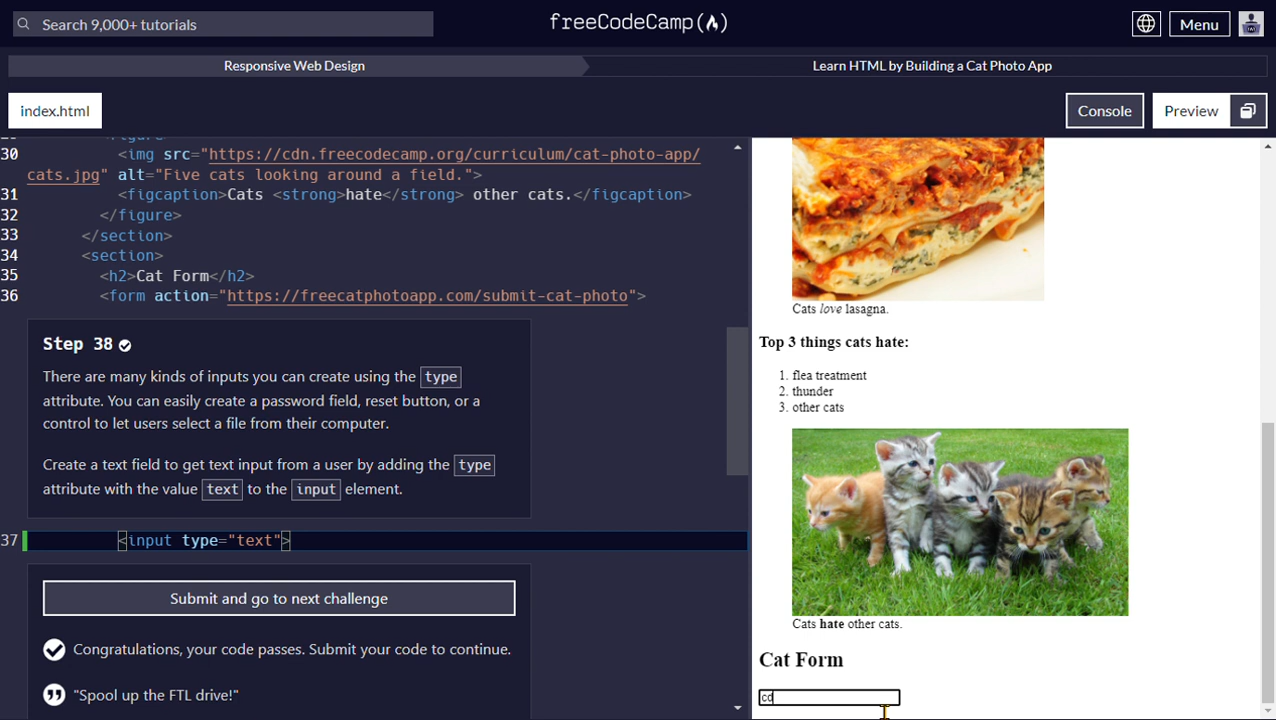 Search 9,000+ tutorials
freeCodeCamp
Menu
Responsive Web Design
Learn HTML by Building a Cat Photo App
index.html
Console
Preview
30 <img src="https://cdn.freecodecamp.org/curriculum/cat-photo-app/
cats.jpg" alt="Five cats looking around a field.">
31 <figcaption>Cats <strong>hate</strong> other cats.</figcaption>
32 </figure>
33 </section>
34 <section>
35 <h2>Cat Form</h2>
36 <form action="https://freecatphotoapp.com/submit-cat-photo">
Step 38
There are many kinds of inputs you can create using the type
attribute. You can easily create a password field, reset button, or a
control to let users select a file from their computer.
Create a text field to get text input from a user by adding the type
attribute with the value text to the input element.
37 <input type="text">
Submit and go to next challenge
Congratulations, your code passes. Submit your code to continue.
"Spool up the FTL drive!"
Cats love lasagna.
Top 3 things cats hate:
1. flea treatment
2. thunder
3. other cats
Cats hate other cats.
Cat Form
cd